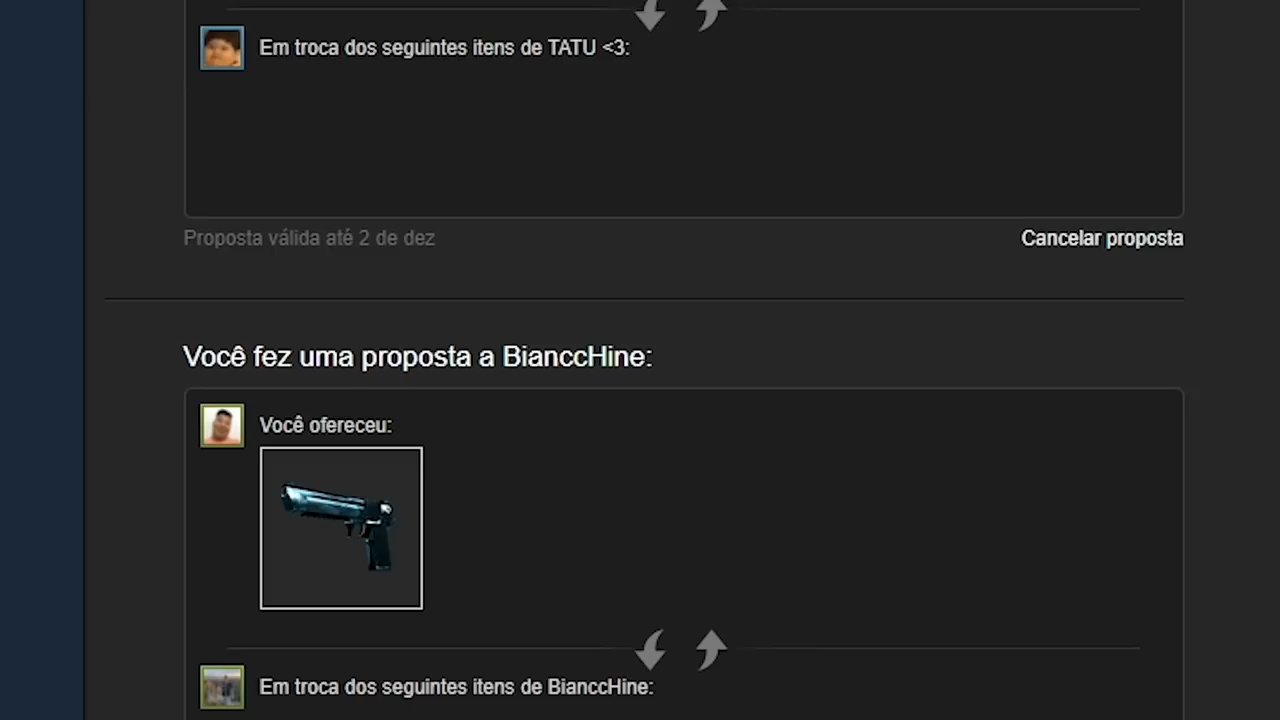 Em troca dos seguintes itens de TATU <3:
Proposta válida até 2 de dez
Cancelar proposta
Você fez uma proposta a BianccHine:
Você ofereceu:
Em troca dos seguintes itens de BianccHine: